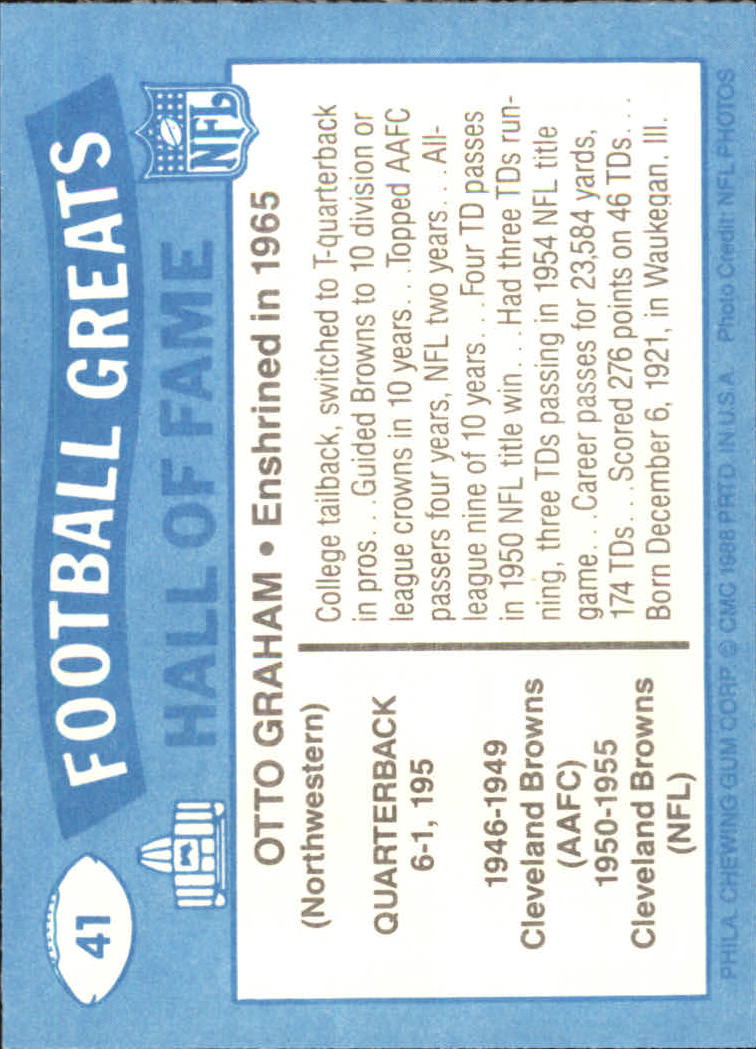 41
FOOTBALL GREATS
HALL OF FAME
NFL
OTTO GRAHAM • Enshrined in 1965
(Northwestern)
QUARTERBACK
6-1, 195
1946-1949
Cleveland Browns
(AAFC)
1950-1955
Cleveland Browns
(NFL)
College tailback, switched to T-quarterback
in pros...Guided Browns to 10 division or
league crowns in 10 years...Topped AAFC
passers four years, NFL two years...All-
league nine of 10 years....Four TD passes
in 1950 NFL title win....Had three TDs run-
ning, three TDs passing in 1954 NFL title
game...Career passes for 23,584 yards,
174 TDs....Scored 276 points on 46 TDs....
Born December 6, 1921, in Waukegan, Ill.
PHILA. CHEWING GUM CORP. © CMC 1988 PRT'D. IN U.S.A. Photo Credit: NFL PHOTOS